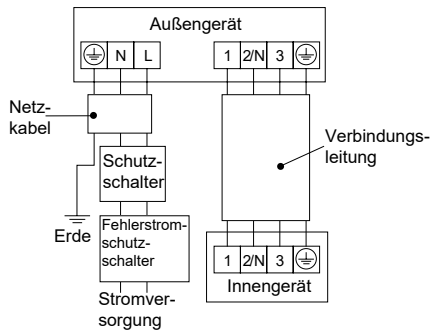 Außengerät
N L 1 2/N 3
Netz-
kabel
Schutz-
schalter
Verbindungs-
leitung
Erde
Fehlerstrom-
schutz-
schalter
1 2/N 3
Innengerät
Stromver-
sorgung